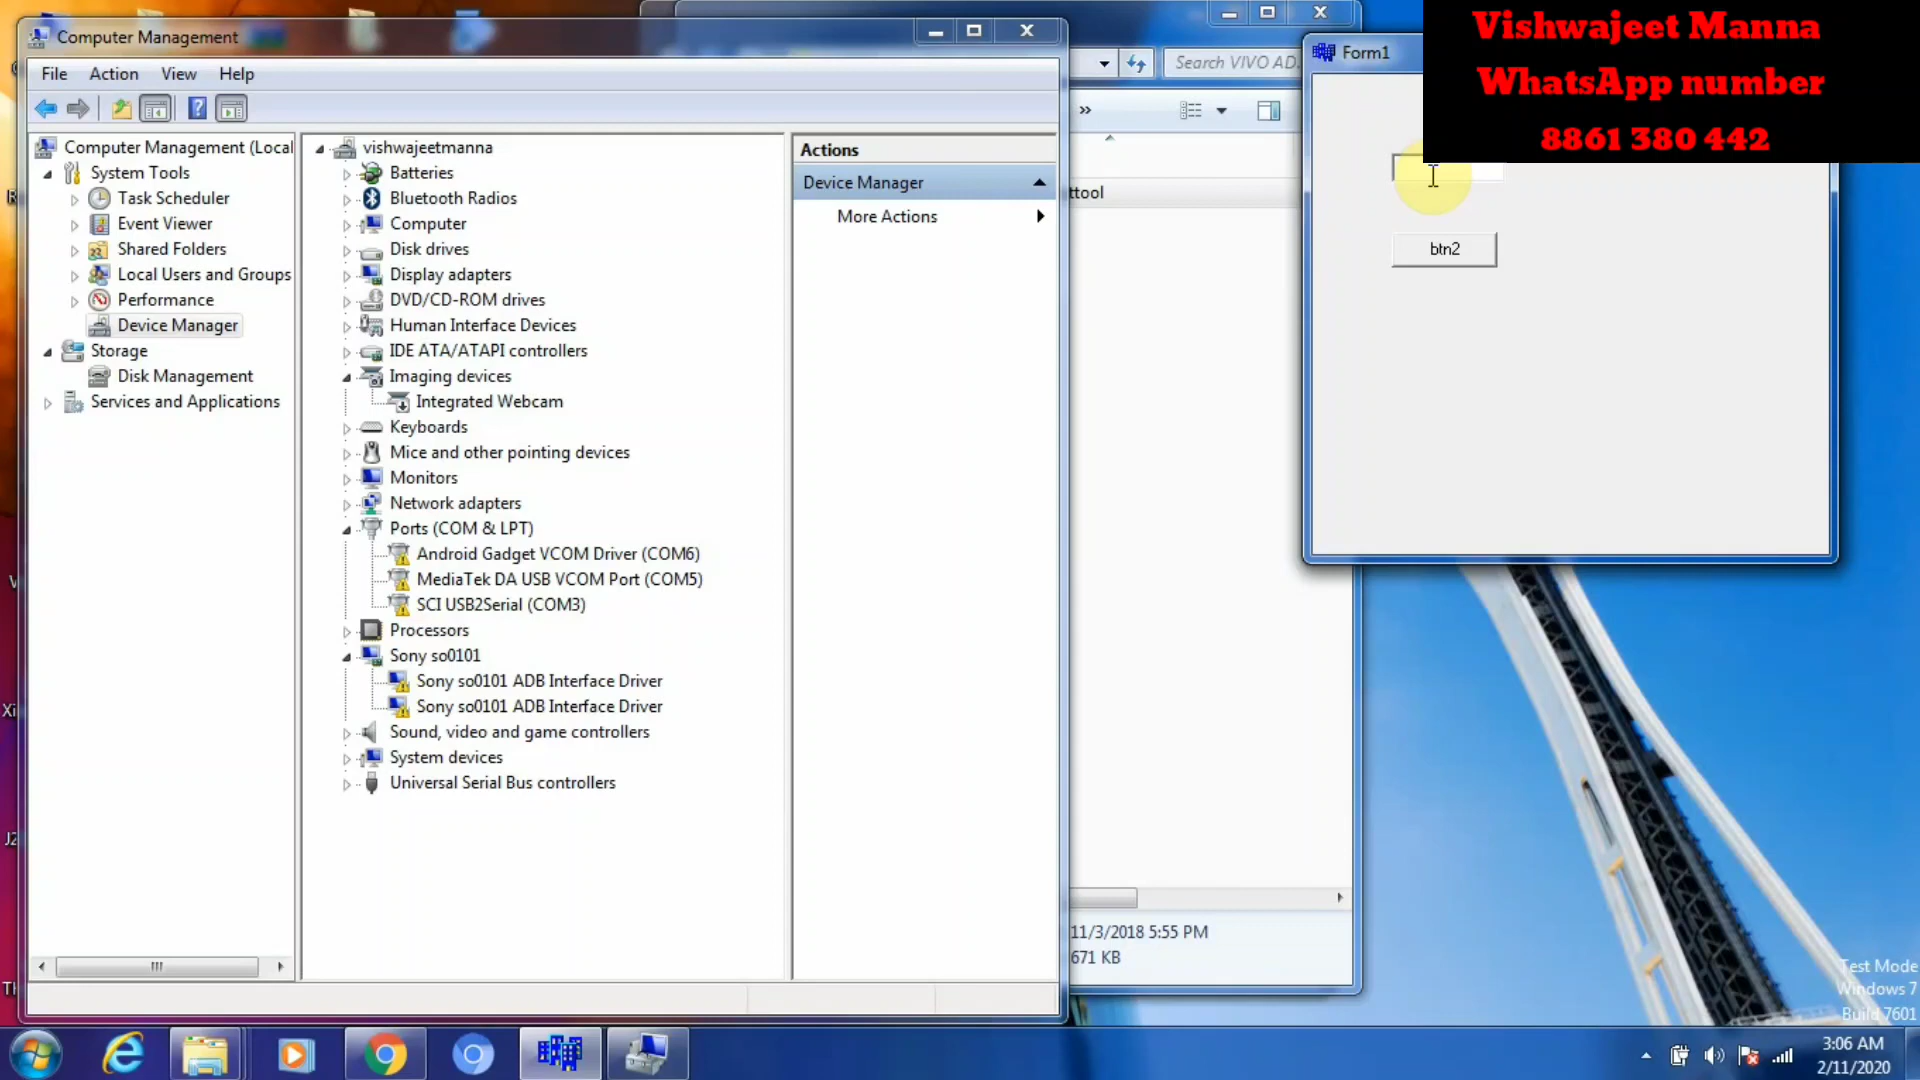 Computer Management
File Action View Help
Computer Management (Local
System Tools
Task Scheduler
Event Viewer
Shared Folders
Local Users and Groups
Performance
Device Manager
Storage
Disk Management
Services and Applications
vishwajeetmanna
Batteries
Bluetooth Radios
Computer
Disk drives
Display adapters
DVD/CD-ROM drives
Human Interface Devices
IDE ATA/ATAPI controllers
Imaging devices
Integrated Webcam
Keyboards
Mice and other pointing devices
Monitors
Network adapters
Ports (COM & LPT)
Android Gadget VCOM Driver (COM6)
MediaTek DA USB VCOM Port (COM5)
SCI USB2Serial (COM3)
Processors
Sony so0101
Sony so0101 ADB Interface Driver
Sony so0101 ADB Interface Driver
Sound, video and game controllers
System devices
Universal Serial Bus controllers
Actions
Device Manager
More Actions
Search VIVO AD...
ttool
11/3/2018 5:55 PM
671 KB
Form1
btn2
Vishwajeet Manna
WhatsApp number
8861 380 442
Test Mode
Windows 7
Build 7601
3:06 AM
2/11/2020